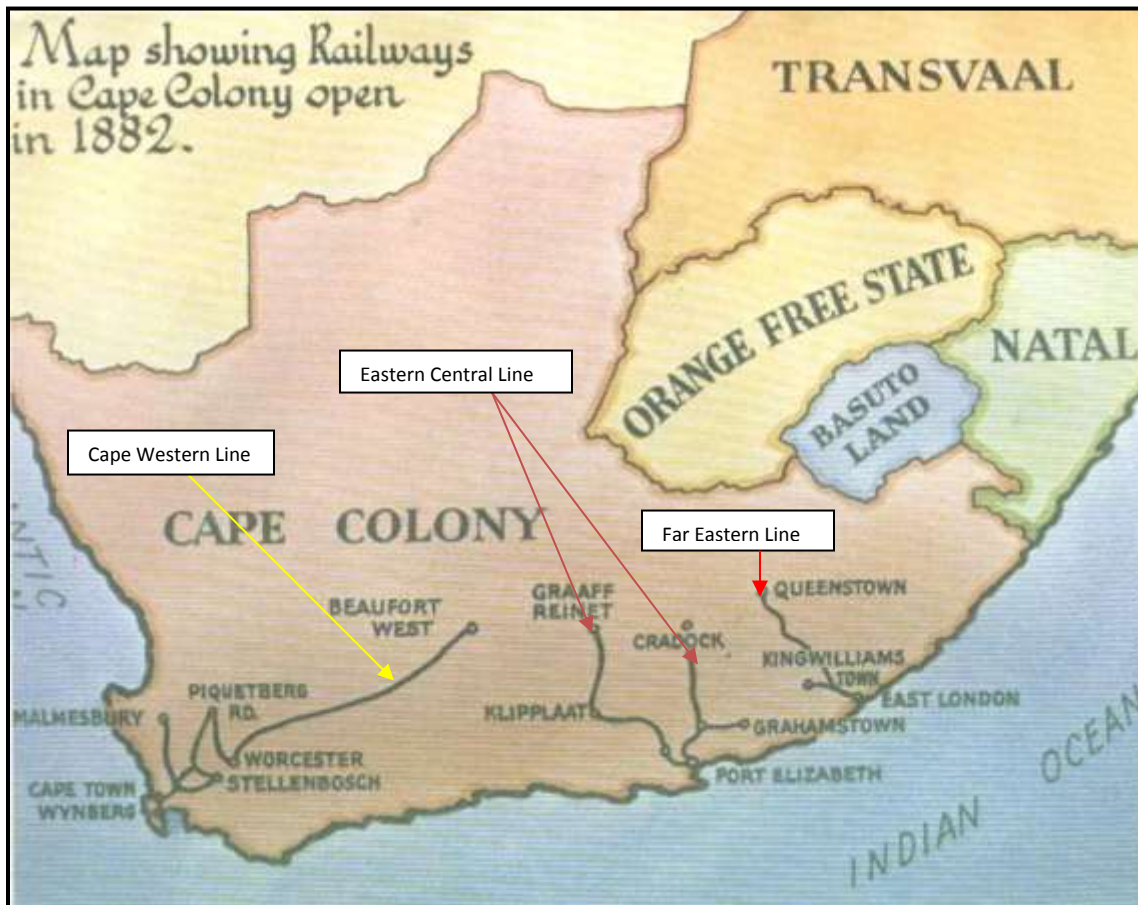 Map showing Railways
in Cape Colony open
in 1882.
TRANSVAAL
ORANGE FREE STATE
NATAL
BASUTO
LAND
Eastern Central Line
Cape Western Line
Far Eastern Line
CAPE COLONY
NTIC
QUEENSTOWN
GRAAFF
REINET
BEAUFORT
WEST
CRADOCK
KINGWILLIAMS
TOWN
EAST LONDON
PIQUETBERG
RD.
MALMESBURY
KLIPPLAAT
GRAHAMSTOWN
WORCESTER
STELLENBOSCH
PORT ELIZABETH
CAPE TOWN
WYNBERG
INDIAN OCEAN